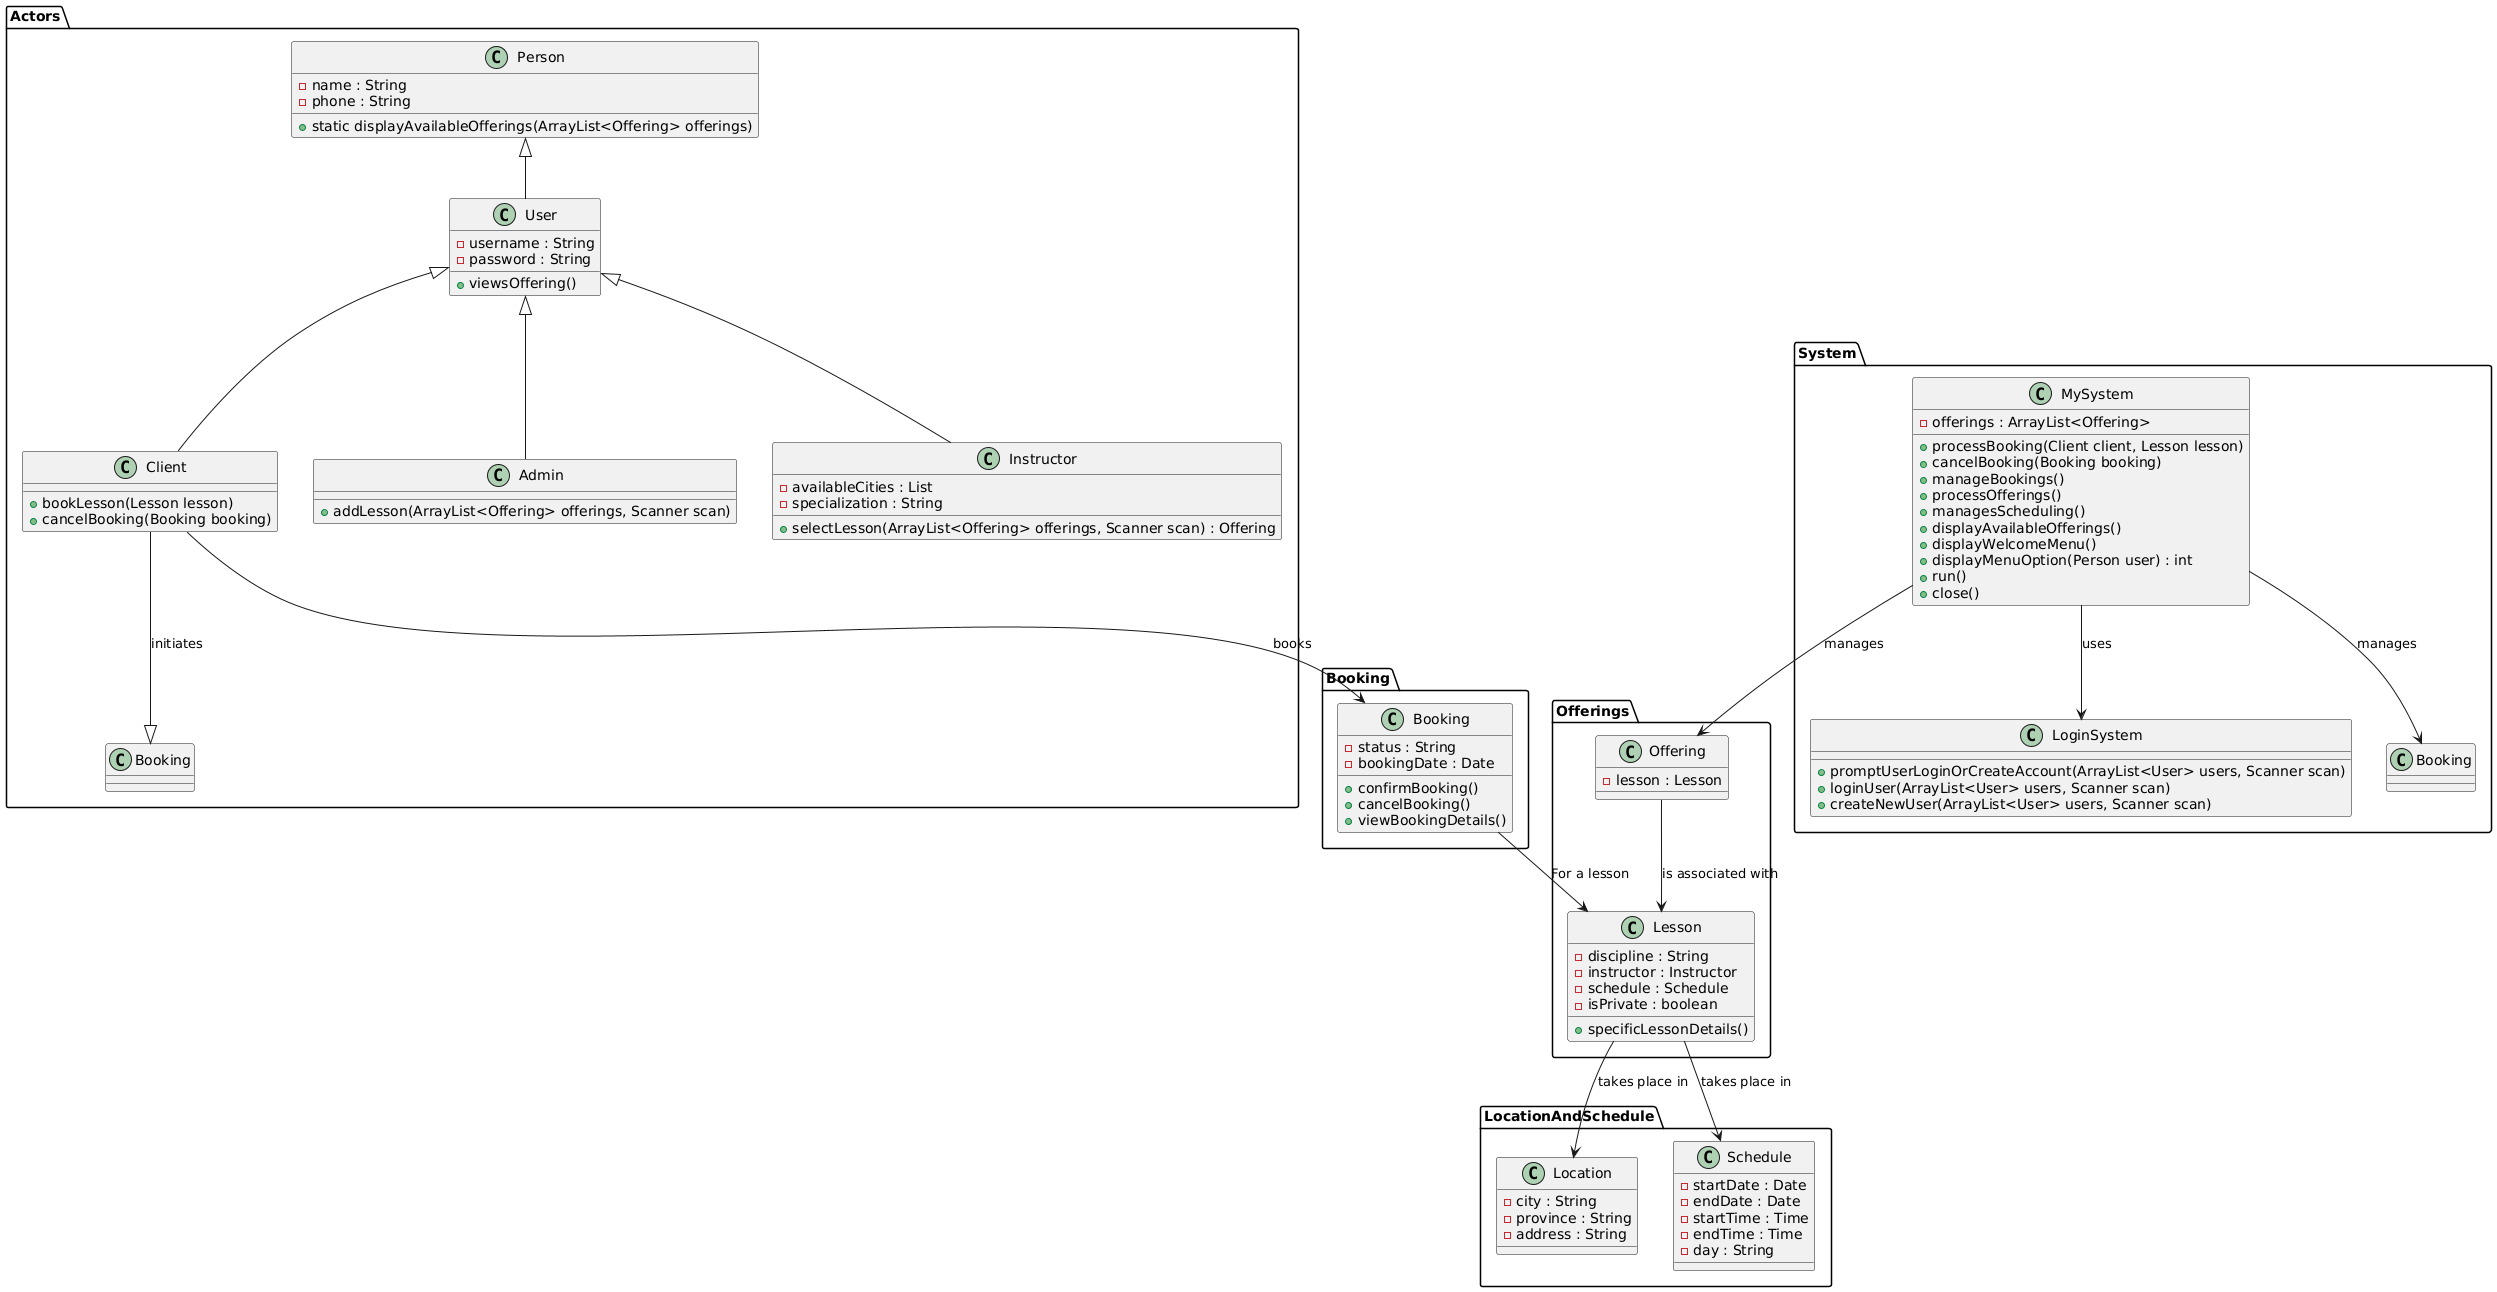 Actors
C Person
name : String
phone : String
static displayAvailableOfferings(ArrayList<Offering> offerings)
C User
username : String
password : String
viewsOffering()
C Client
bookLesson(Lesson lesson)
cancelBooking(Booking booking)
C Admin
addLesson(ArrayList<Offering> offerings, Scanner scan)
C Instructor
availableCities : List
specialization : String
selectLesson(ArrayList<Offering> offerings, Scanner scan) : Offering
initiates
books
C Booking
System
C MySystem
offerings : ArrayList<Offering>
processBooking(Client client, Lesson lesson)
cancelBooking(Booking booking)
manageBookings()
processOfferings()
managesScheduling()
displayAvailableOfferings()
displayWelcomeMenu()
displayMenuOption(Person user) : int
run()
close()
manages
uses
manages
C LoginSystem
promptUserLoginOrCreateAccount(ArrayList<User> users, Scanner scan)
loginUser(ArrayList<User> users, Scanner scan)
createNewUser(ArrayList<User> users, Scanner scan)
C Booking
Booking
C Booking
status : String
bookingDate : Date
confirmBooking()
cancelBooking()
viewBookingDetails()
Offerings
C Offering
lesson : Lesson
For a lesson
is associated with
C Lesson
discipline : String
instructor : Instructor
schedule : Schedule
isPrivate : boolean
specificLessonDetails()
takes place in
takes place in
LocationAndSchedule
C Location
city : String
province : String
address : String
C Schedule
startDate : Date
endDate : Date
startTime : Time
endTime : Time
day : String